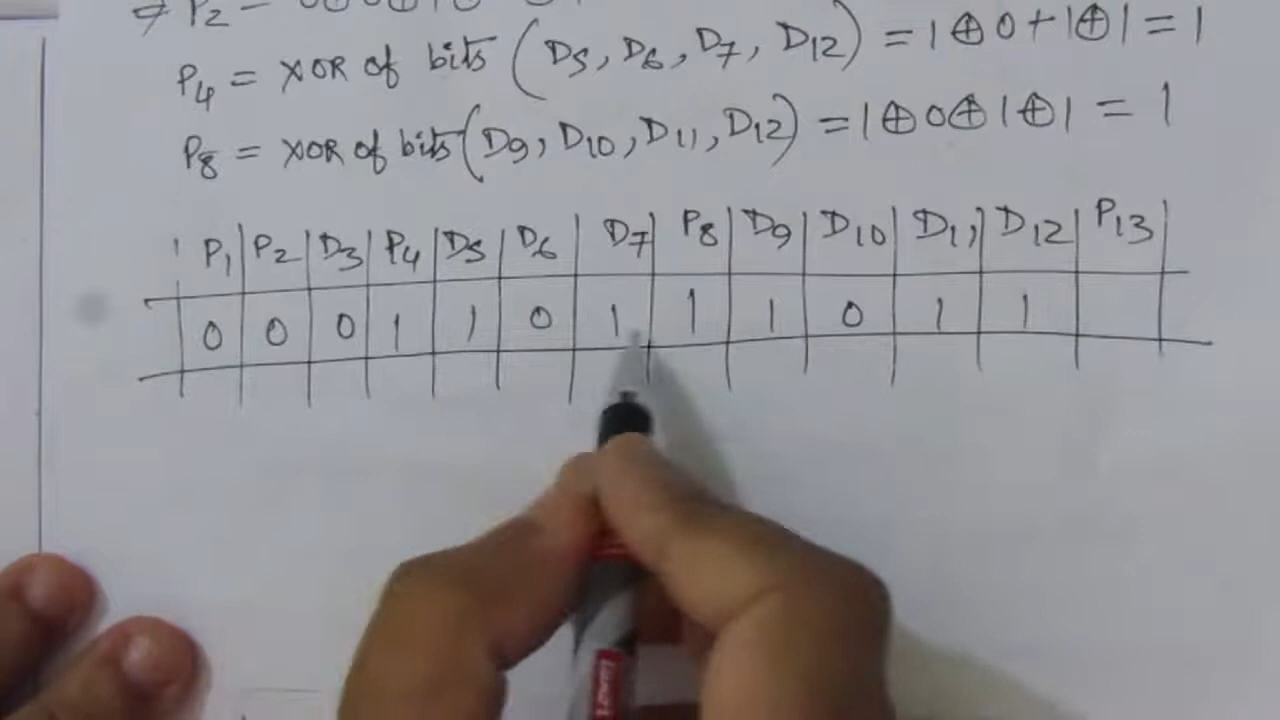 ⇒ P2 =
P4 = XOR of bits (D5, D6, D7, D12) = 1 ⊕ 0 + 1 ⊕ 1 = 1
P8 = XOR of bits (D9, D10, D11, D12) = 1 ⊕ 0 ⊕ 1 ⊕ 1 = 1
P1 P2 D3 P4 D5 D6 D7 P8 D9 D10 D11 D12 P13
0 0 0 1 1 0 1 1 1 0 1 1